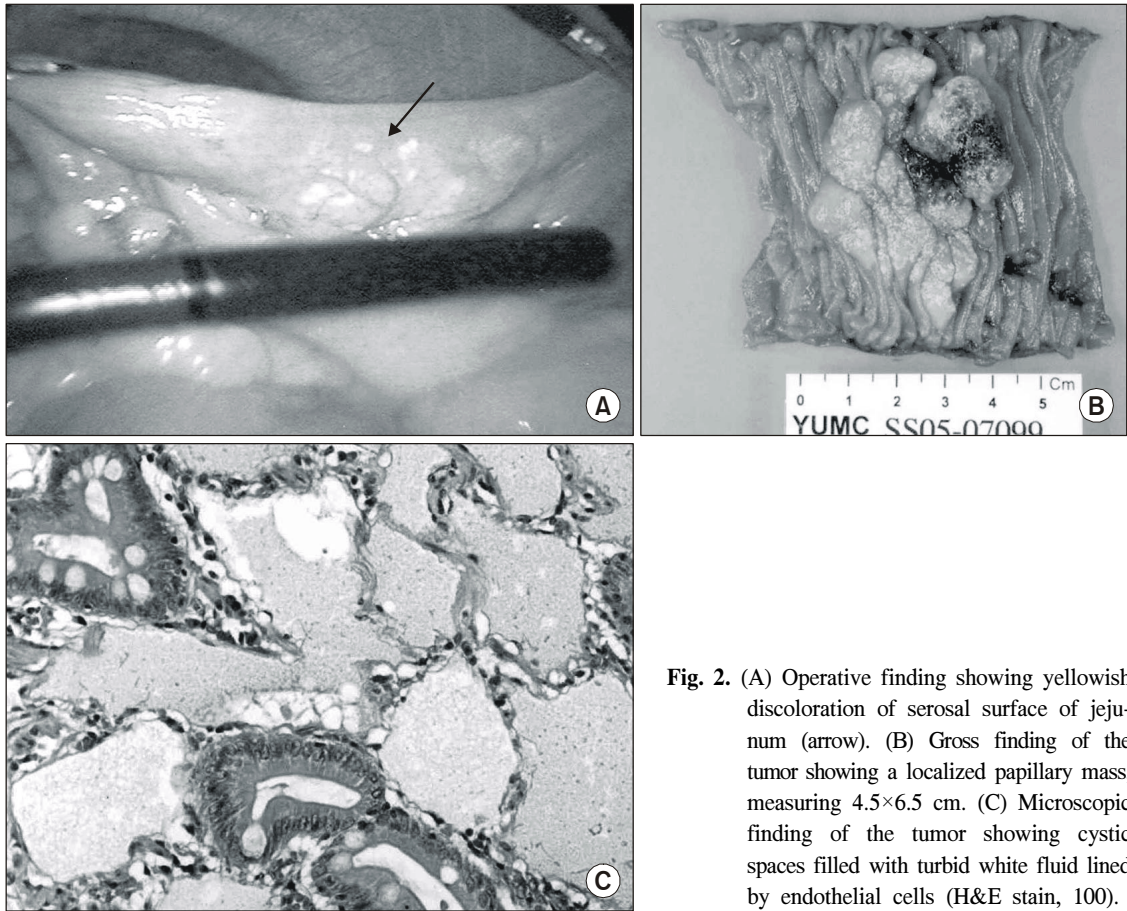 A
B
Cm
0 1 2 3 4 5
YUMC SS05-07099
C
Fig. 2. (A) Operative finding showing yellowish
discoloration of serosal surface of jeju-
num (arrow). (B) Gross finding of the
tumor showing a localized papillary mass,
measuring 4.5×6.5 cm. (C) Microscopic
finding of the tumor showing cystic
spaces filled with turbid white fluid lined
by endothelial cells (H&E stain, 100).